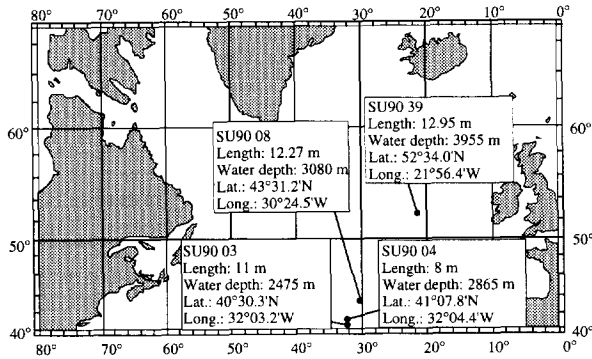 80° 70° 60° 50° 40° 30° 20° 10° 0°
SU90 39
Length: 12.95 m
Water depth: 3955 m
Lat.: 52°34.0'N
Long.: 21°56.4'W
SU90 08
Length: 12.27 m
Water depth: 3080 m
Lat.: 43°31.2'N
Long.: 30°24.5'W
60° 60°
50° 50°
SU90 03
Length: 11 m
Water depth: 2475 m
Lat.: 40°30.3'N
Long.: 32°03.2'W
SU90 04
Length: 8 m
Water depth: 2865 m
Lat.: 41°07.8'N
Long.: 32°04.4'W
40° 40°
80° 70° 60° 50° 40° 30° 20° 10° 0°